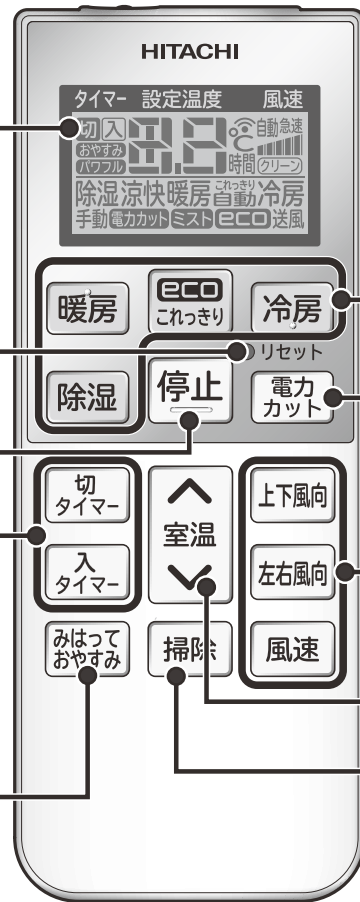 HITACHI
タイマー 設定温度 風速
切 入 8.8℃ 自動 急速
おやすみ
パワフル 時間 クリーン
除湿 涼快 暖房 これっきり自動 冷房
手動 電力カット ミスト eco 送風
暖房
eco
これっきり
冷房
リセット
除湿
停止
電力
カット
切
タイマー
室温
上下風向
入
タイマー
左右風向
みはって
おやすみ
掃除
風速